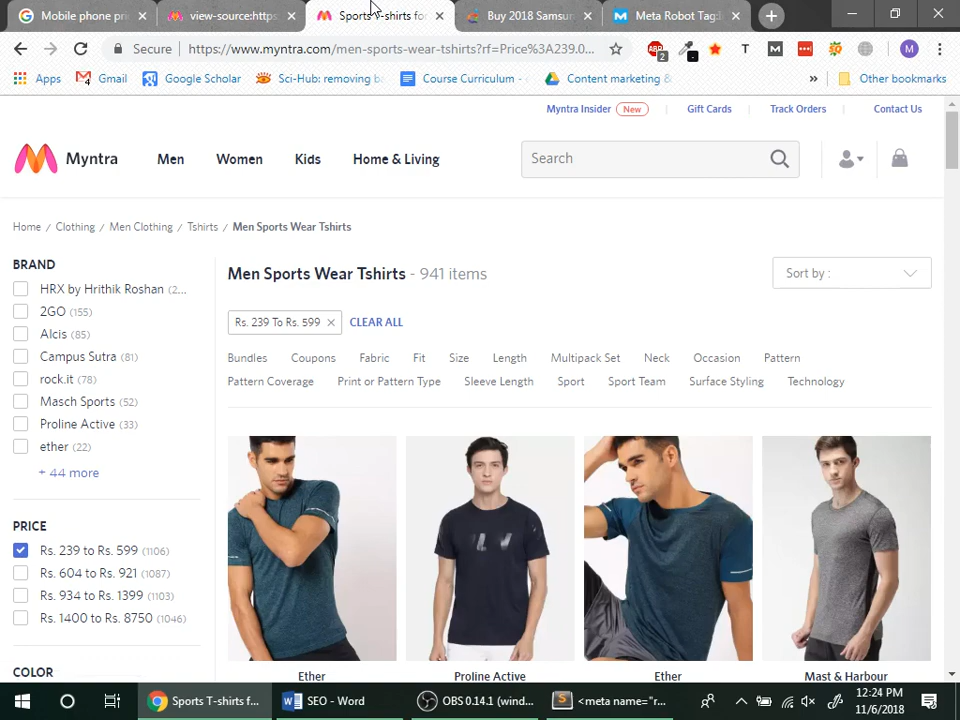 Mobile phone pri
view-source:https:
Sports T-shirts fo
Buy 2018 Samsun
Meta Robot Tag:
Secure
https://www.myntra.com/men-sports-wear-tshirts?rf=Price%3A239.0...
ABP
2
T
M
M
Apps
Gmail
Google Scholar
Sci-Hub: removing ba
Course Curriculum -
Content marketing &
»
Other bookmarks
Myntra Insider New
Gift Cards
Track Orders
Contact Us
Myntra
Men
Women
Kids
Home & Living
Search
Home / Clothing / Men Clothing / Tshirts / Men Sports Wear Tshirts
BRAND
HRX by Hrithik Roshan (2...
2GO (155)
Alcis (85)
Campus Sutra (81)
rock.it (78)
Masch Sports (52)
Proline Active (33)
ether (22)
+ 44 more
PRICE
Rs. 239 to Rs. 599 (1106)
Rs. 604 to Rs. 921 (1087)
Rs. 934 to Rs. 1399 (1103)
Rs. 1400 to Rs. 8750 (1046)
COLOR
Men Sports Wear Tshirts - 941 items
Sort by :
Rs. 239 To Rs. 599
CLEAR ALL
Bundles Coupons Fabric Fit Size Length Multipack Set Neck Occasion Pattern
Pattern Coverage Print or Pattern Type Sleeve Length Sport Sport Team Surface Styling Technology
Ether
Proline Active
Ether
Mast & Harbour
Sports T-shirts f...
SEO - Word
OBS 0.14.1 (wind...
<meta name="r...
12:24 PM
11/6/2018